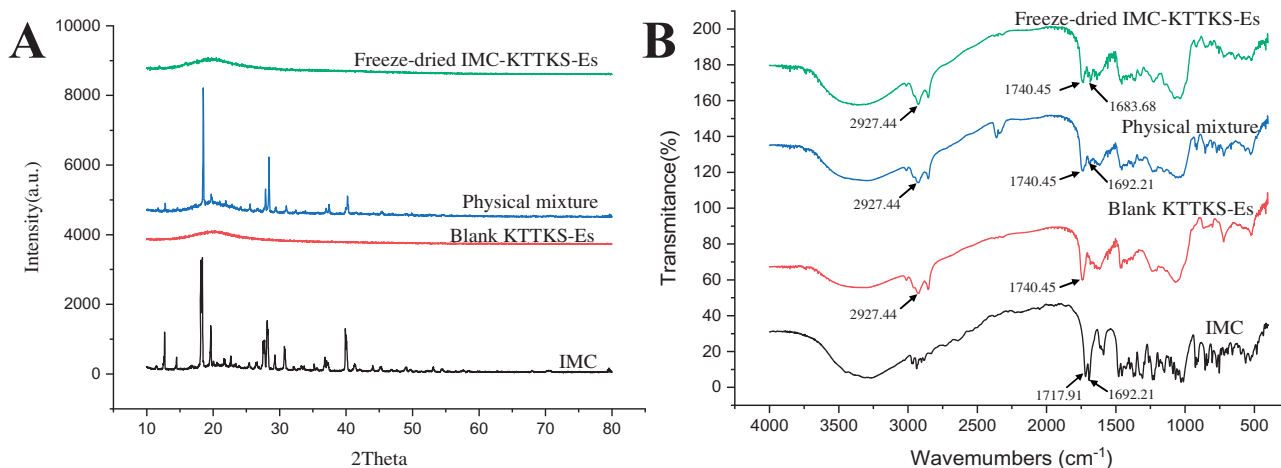 A
10000
8000
6000
4000
2000
0
Intensity(a.u.)
Freeze-dried IMC-KTTKS-Es
Physical mixture
Blank KTTKS-Es
IMC
10 20 30 40 50 60 70 80
2Theta
B
200
180
160
140
120
100
80
60
40
20
0
Transmitance(%)
Freeze-dried IMC-KTTKS-Es
1740.45
1683.68
2927.44
Physical mixture
1740.45
1692.21
2927.44
Blank KTTKS-Es
1740.45
2927.44
IMC
1717.91
1692.21
4000 3500 3000 2500 2000 1500 1000 500
Wavemumbers (cm⁻¹)